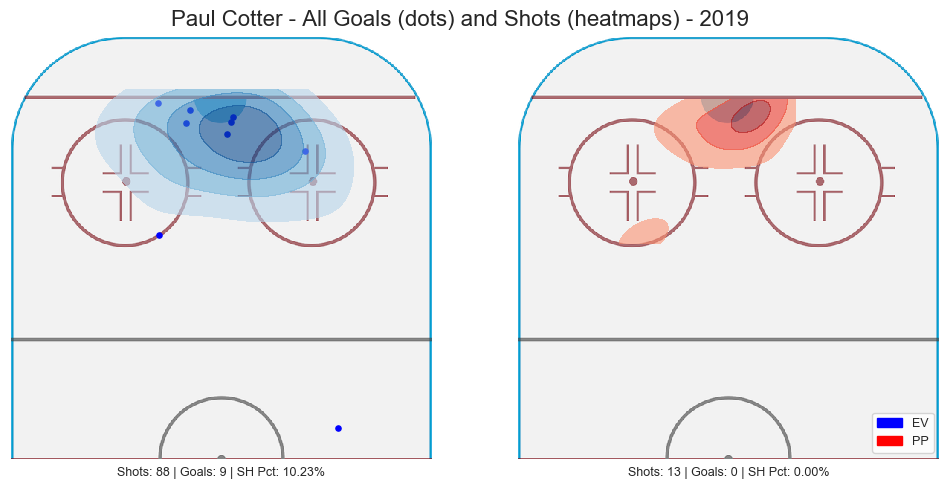 Paul Cotter - All Goals (dots) and Shots (heatmaps) - 2019
EV
PP
Shots: 88 | Goals: 9 | SH Pct: 10.23%
Shots: 13 | Goals: 0 | SH Pct: 0.00%